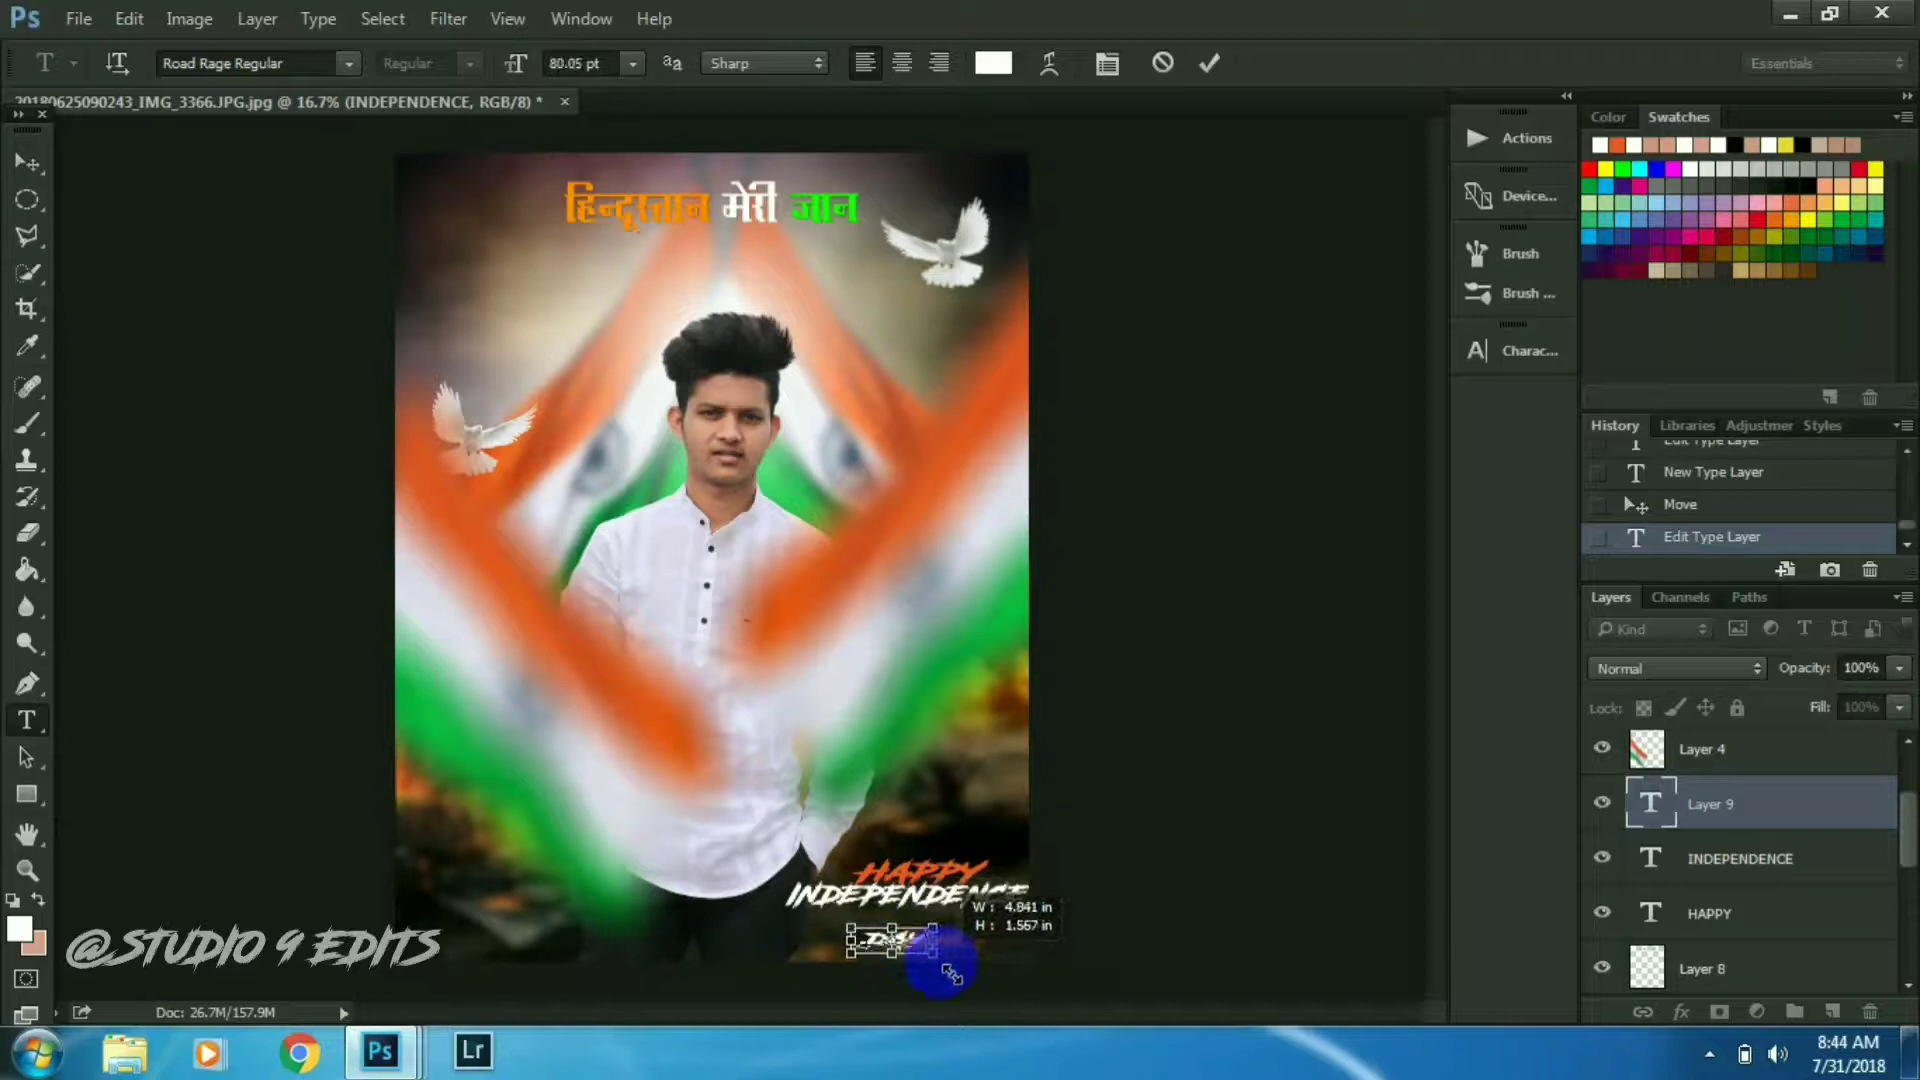 Ps File Edit Image Layer Type Select Filter View Window Help
Road Rage Regular Regular 80.05 pt Sharp Essentials
20180625090243_IMG_3366.JPG.jpg @ 16.7% (INDEPENDENCE, RGB/8) *
Color Swatches
Actions
Device...
Brush
Brush ...
Charac...
हिन्दुस्तान मेरी जान
History Libraries Adjustmer Styles
Edit Type Layer
New Type Layer
Move
Edit Type Layer
Layers Channels Paths
Kind
Normal Opacity: 100%
Lock: Fill: 100%
Layer 4
Layer 9
INDEPENDENCE
HAPPY
Layer 8
HAPPY
INDEPENDENCE
W : 4.841 in
H : 1.567 in
@STUDIO 9 EDITS
Doc: 26.7M/157.9M
Ps Lr
8:44 AM
7/31/2018